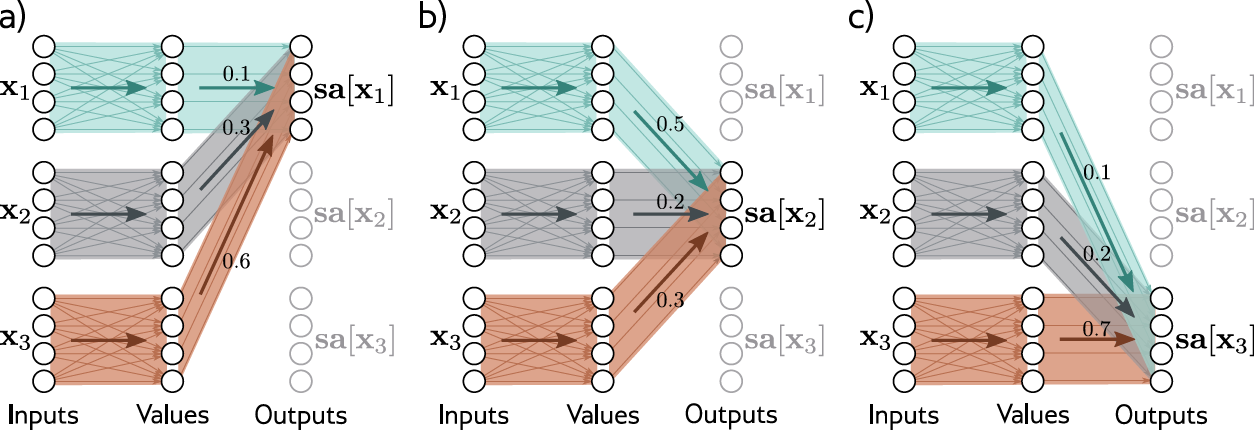 a)
x₁
0.1
sa[x₁]
0.3
x₂
sa[x₂]
0.6
x₃
sa[x₃]
Inputs Values Outputs
b)
x₁
sa[x₁]
0.5
x₂
0.2
sa[x₂]
0.3
x₃
sa[x₃]
Inputs Values Outputs
c)
x₁
sa[x₁]
0.1
x₂
sa[x₂]
0.2
x₃
0.7
sa[x₃]
Inputs Values Outputs